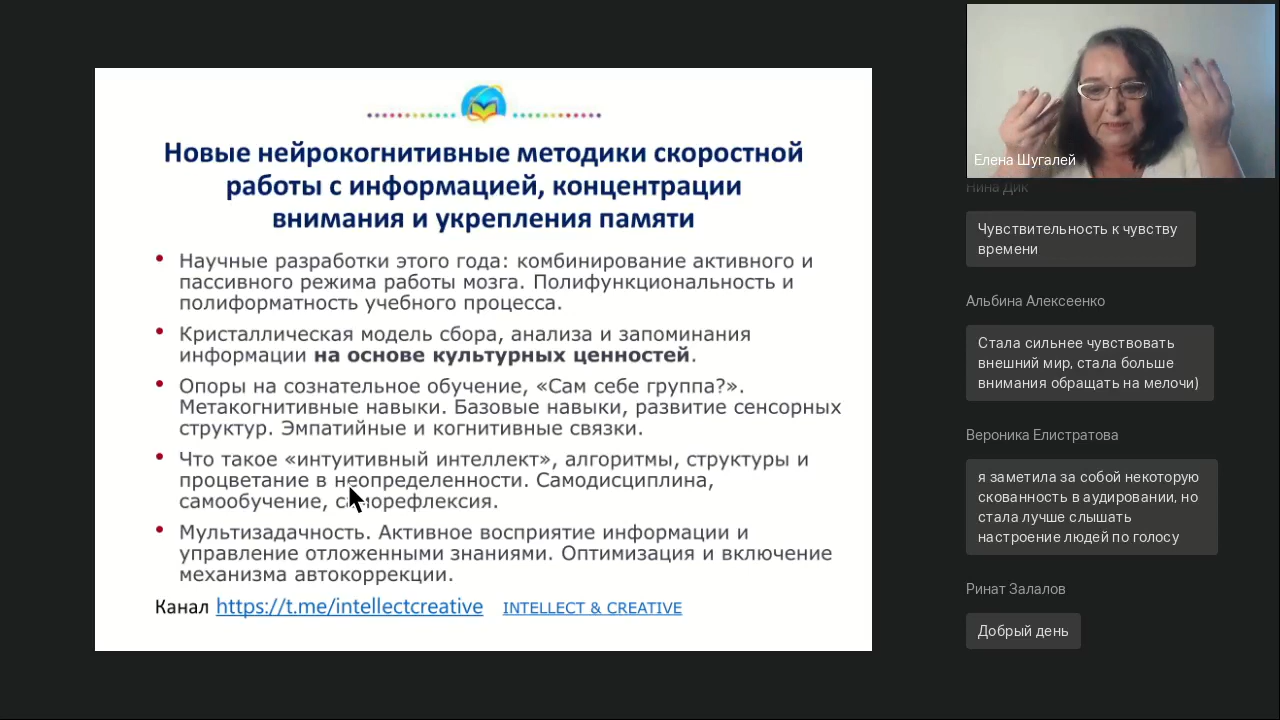 Новые нейрокогнитивные методики скоростной
работы с информацией, концентрации
внимания и укрепления памяти
• Научные разработки этого года: комбинирование активного и
пассивного режима работы мозга. Полифункциональность и
полиформатность учебного процесса.
• Кристаллическая модель сбора, анализа и запоминания
информации на основе культурных ценностей.
• Опоры на сознательное обучение, «Сам себе группа?».
Метакогнитивные навыки. Базовые навыки, развитие сенсорных
структур. Эмпатийные и когнитивные связки.
• Что такое «интуитивный интеллект», алгоритмы, структуры и
процветание в неопределенности. Самодисциплина,
самообучение, саморефлексия.
• Мультизадачность. Активное восприятие информации и
управление отложенными знаниями. Оптимизация и включение
механизма автокоррекции.
Канал https://t.me/intellectcreative INTELLECT & CREATIVE
Елена Шугалей
Нина Дик
Чувствительность к чувству
времени
Альбина Алексеенко
Стала сильнее чувствовать
внешний мир, стала больше
внимания обращать на мелочи)
Вероника Елистратова
я заметила за собой некоторую
скованность в аудировании, но
стала лучше слышать
настроение людей по голосу
Ринат Залалов
Добрый день